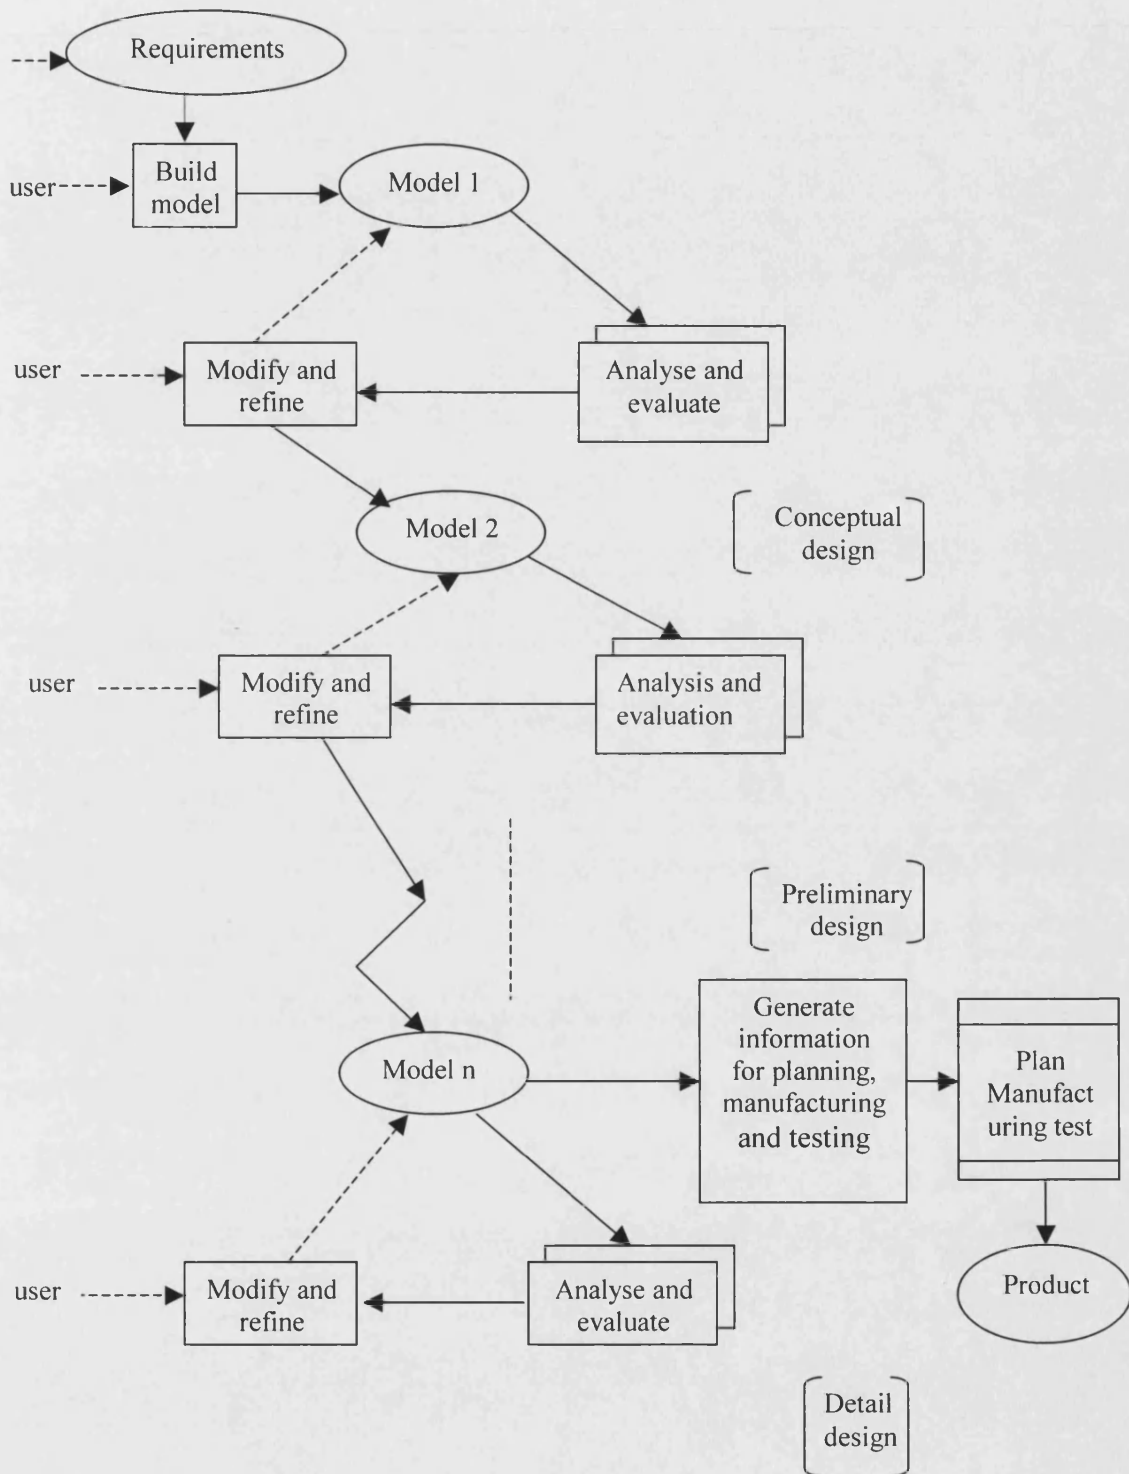 Requirements
user
Build
model
Model 1
user
Modify and
refine
Analyse and
evaluate
Model 2
Conceptual
design
user
Modify and
refine
Analysis and
evaluation
Preliminary
design
Model n
Generate
information
for planning,
manufacturing
and testing
Plan
Manufact
uring test
user
Modify and
refine
Analyse and
evaluate
Product
Detail
design